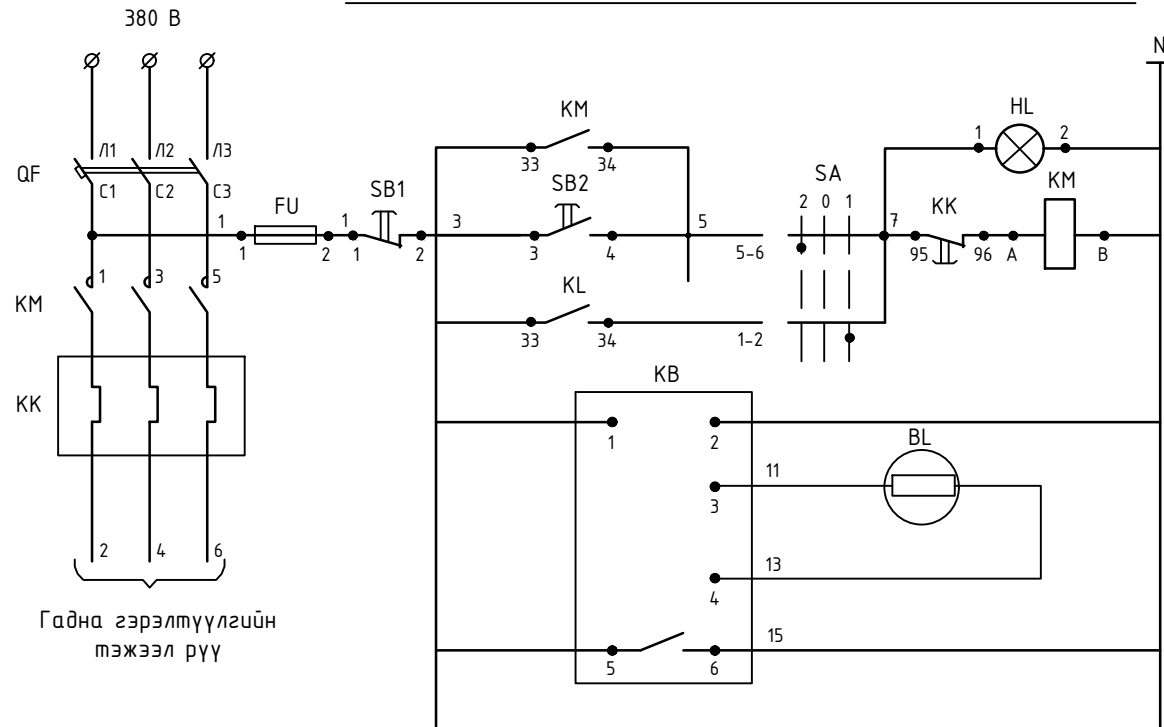 380 В
N
KM
HL
1
2
Л1
Л2
Л3
33
34
QF
SA
KM
C1
C2
C3
FU
SB1
SB2
2 0 1
KK
1
1
3
5
7
1
2
1
2
3
4
5-6
95
96
A
B
1
3
5
KL
KM
33
34
1-2
KB
KK
1
2
BL
11
3
13
4
2
4
6
15
5
6
Гадна гэрэлтүүлгийн
тэжээл рүү